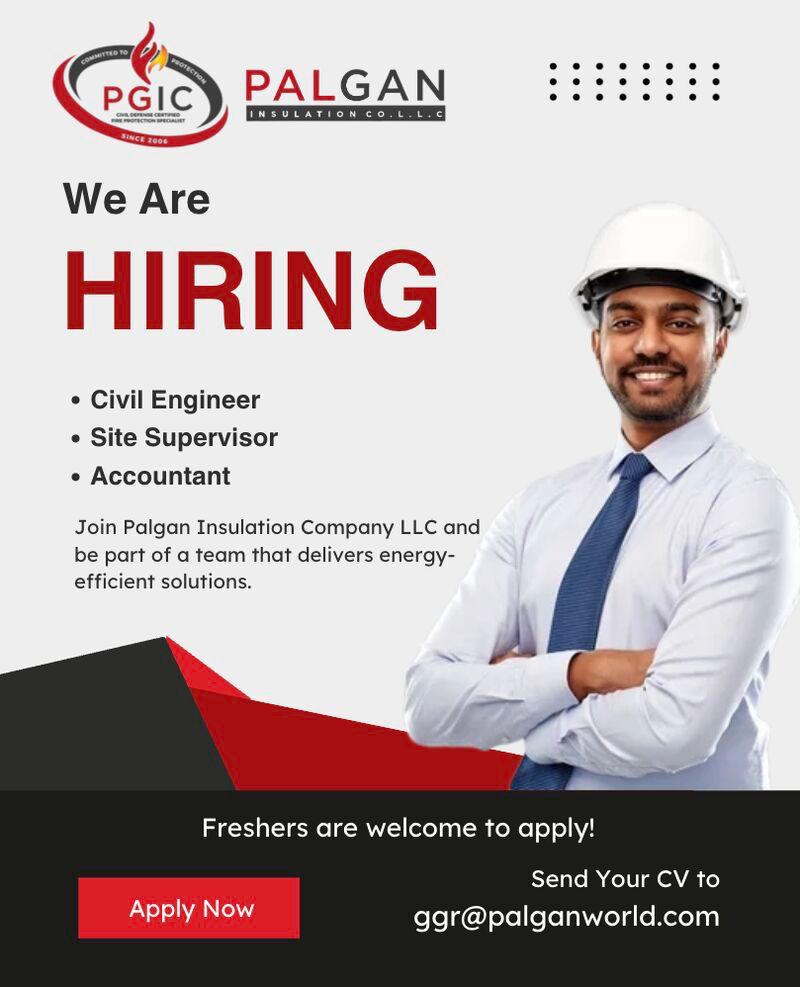 COMMITTED TO PROTECTION
PGIC
CIVIL DEFENSE CERTIFIED
FIRE PROTECTION SPECIALIST
SINCE 2006
PALGAN
INSULATION CO.L.L.C
We Are
HIRING
• Civil Engineer
• Site Supervisor
• Accountant
Join Palgan Insulation Company LLC and
be part of a team that delivers energy-
efficient solutions.
Freshers are welcome to apply!
Apply Now
Send Your CV to
ggr@palganworld.com